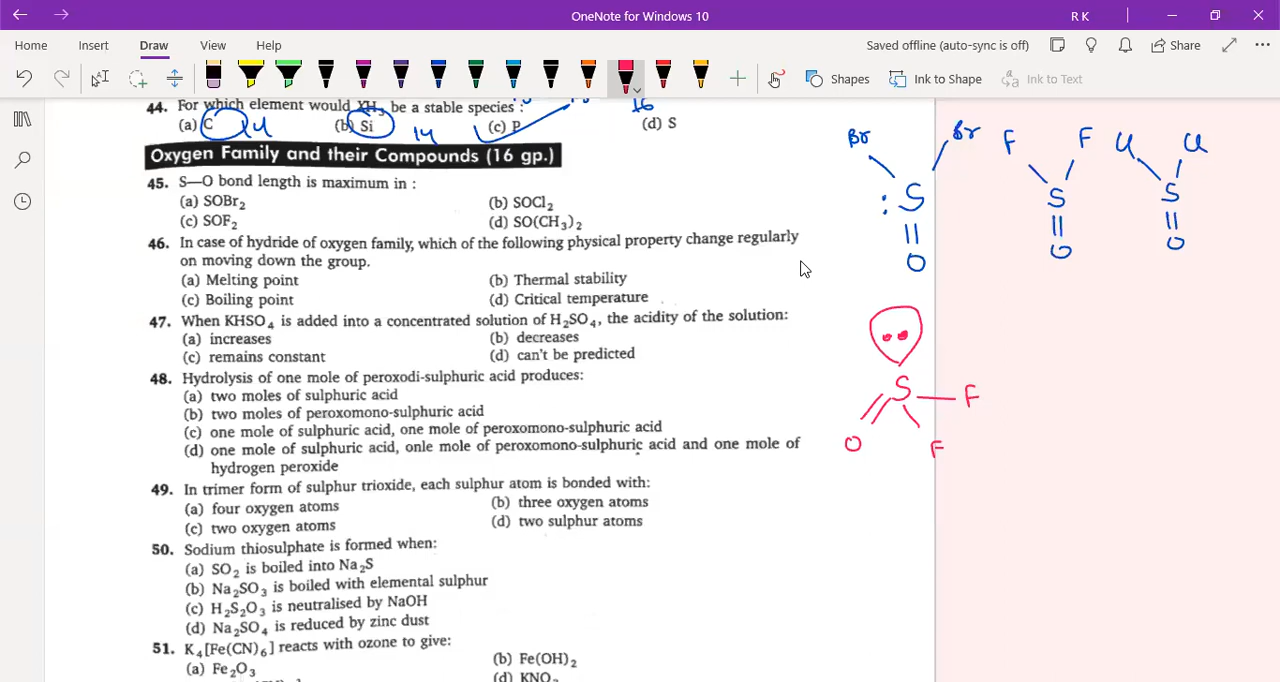 OneNote for Windows 10
R K
Home Insert Draw View Help
Saved offline (auto-sync is off)
Share
Shapes
Ink to Shape
Ink to Text
44. For which element would XH3 be a stable species :
16
(a) C 14 (b) Si 14 (c) P (d) S
Oxygen Family and their Compounds (16 gp.)
45. S—O bond length is maximum in :
(a) SOBr2 (b) SOCl2
(c) SOF2 (d) SO(CH3)2
46. In case of hydride of oxygen family, which of the following physical property change regularly
on moving down the group.
(a) Melting point (b) Thermal stability
(c) Boiling point (d) Critical temperature
47. When KHSO4 is added into a concentrated solution of H2SO4, the acidity of the solution:
(a) increases (b) decreases
(c) remains constant (d) can't be predicted
48. Hydrolysis of one mole of peroxodi-sulphuric acid produces:
(a) two moles of sulphuric acid
(b) two moles of peroxomono-sulphuric acid
(c) one mole of sulphuric acid, one mole of peroxomono-sulphuric acid
(d) one mole of sulphuric acid, onle mole of peroxomono-sulphuric acid and one mole of
hydrogen peroxide
49. In trimer form of sulphur trioxide, each sulphur atom is bonded with:
(a) four oxygen atoms (b) three oxygen atoms
(c) two oxygen atoms (d) two sulphur atoms
50. Sodium thiosulphate is formed when:
(a) SO2 is boiled into Na2S
(b) Na2SO3 is boiled with elemental sulphur
(c) H2S2O3 is neutralised by NaOH
(d) Na2SO4 is reduced by zinc dust
51. K4[Fe(CN)6] reacts with ozone to give:
(a) Fe2O3 (b) Fe(OH)2
(d) KNO
Br Br F F Cl Cl
: S S S
O O O
S F
O F